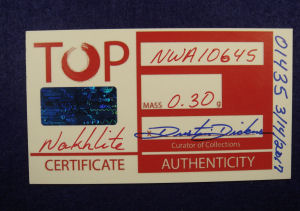 TOP
NWA10645
MASS 0.30 g
Nakhlite
Curator of Collections
CERTIFICATE
AUTHENTICITY
01435 3/14/2017